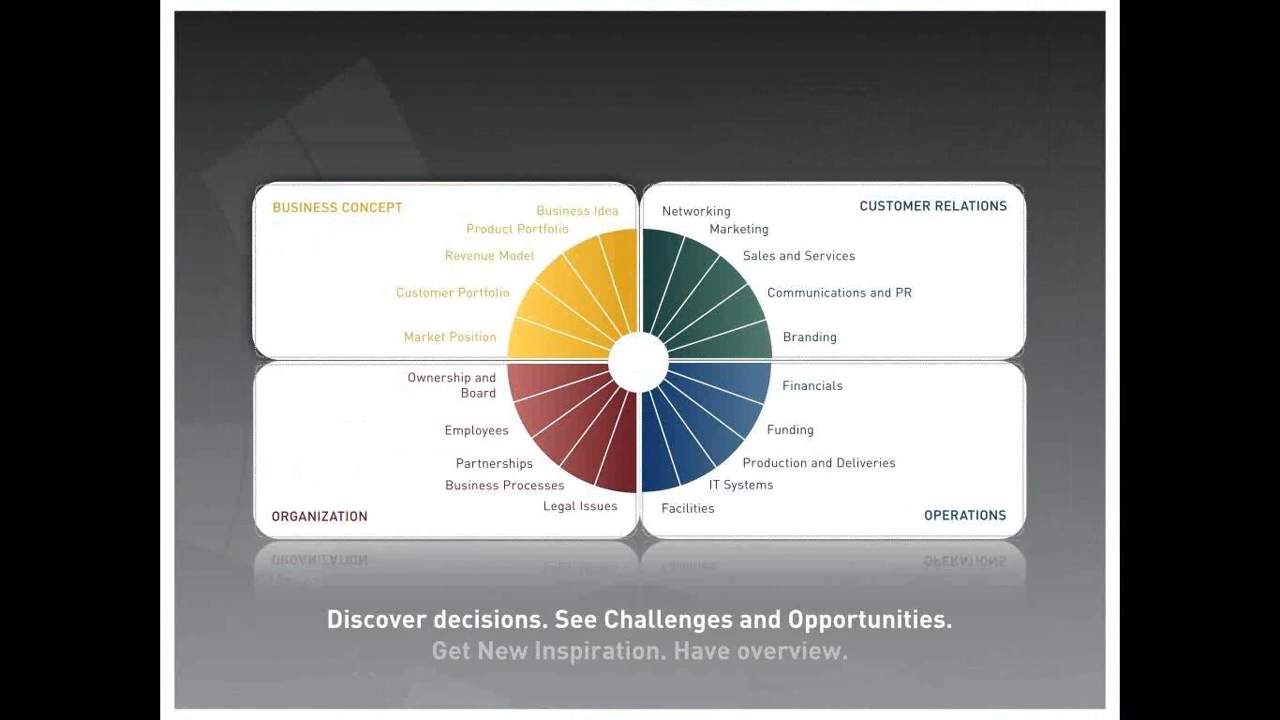 BUSINESS CONCEPT
Business Idea
Product Portfolio
Revenue Model
Customer Portfolio
Market Position
CUSTOMER RELATIONS
Networking
Marketing
Sales and Services
Communications and PR
Branding
Ownership and
Board
Employees
Partnerships
Business Processes
Legal Issues
ORGANIZATION
Financials
Funding
Production and Deliveries
IT Systems
Facilities
OPERATIONS
Discover decisions. See Challenges and Opportunities.
Get New Inspiration. Have overview.